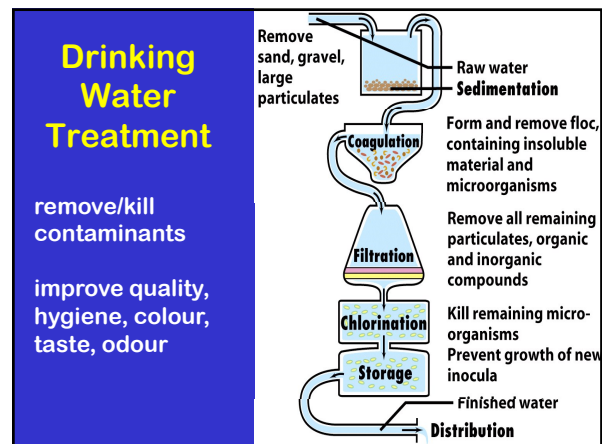 Drinking
Water
Treatment
remove/kill
contaminants
improve quality,
hygiene, colour,
taste, odour
Remove
sand, gravel,
large
particulates
Raw water
Sedimentation
Coagulation
Form and remove floc,
containing insoluble
material and
microorganisms
Filtration
Remove all remaining
particulates, organic
and inorganic
compounds
Chlorination
Kill remaining micro-
organisms
Prevent growth of new
inocula
Storage
Finished water
Distribution